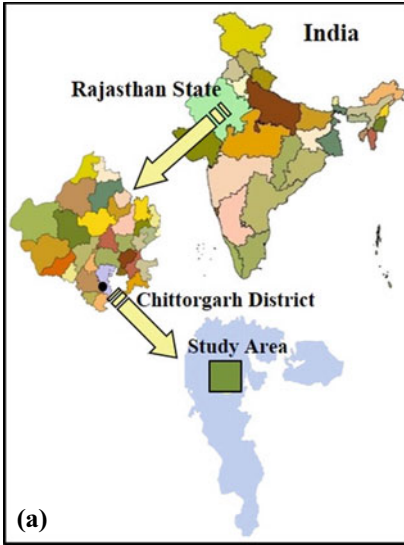 India
Rajasthan State
Chittorgarh District
Study Area
(a)